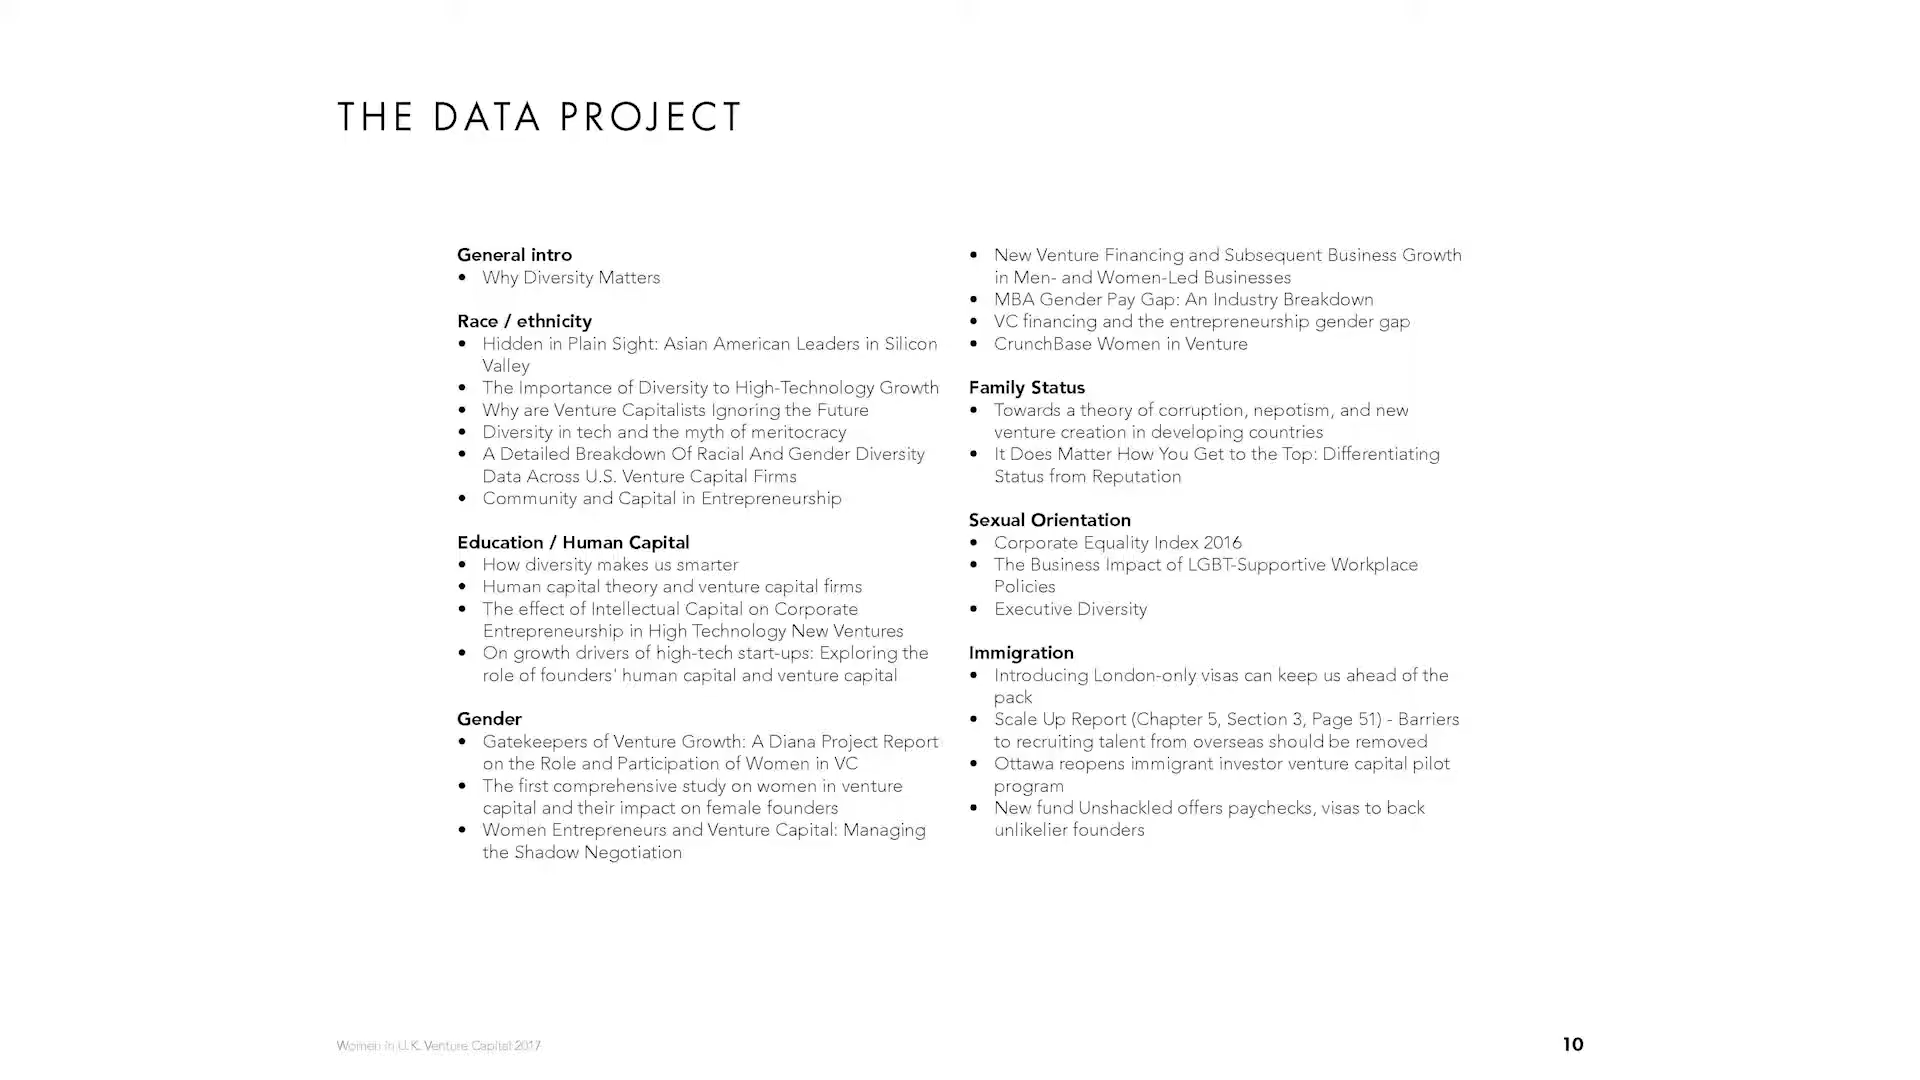 THE DATA PROJECT
General intro
• Why Diversity Matters
Race / ethnicity
• Hidden in Plain Sight: Asian American Leaders in Silicon
Valley
• The Importance of Diversity to High-Technology Growth
• Why are Venture Capitalists Ignoring the Future
• Diversity in tech and the myth of meritocracy
• A Detailed Breakdown Of Racial And Gender Diversity
Data Across U.S. Venture Capital Firms
• Community and Capital in Entrepreneurship
Education / Human Capital
• How diversity makes us smarter
• Human capital theory and venture capital firms
• The effect of Intellectual Capital on Corporate
Entrepreneurship in High Technology New Ventures
• On growth drivers of high-tech start-ups: Exploring the
role of founders' human capital and venture capital
Gender
• Gatekeepers of Venture Growth: A Diana Project Report
on the Role and Participation of Women in VC
• The first comprehensive study on women in venture
capital and their impact on female founders
• Women Entrepreneurs and Venture Capital: Managing
the Shadow Negotiation
• New Venture Financing and Subsequent Business Growth
in Men- and Women-Led Businesses
• MBA Gender Pay Gap: An Industry Breakdown
• VC financing and the entrepreneurship gender gap
• CrunchBase Women in Venture
Family Status
• Towards a theory of corruption, nepotism, and new
venture creation in developing countries
• It Does Matter How You Get to the Top: Differentiating
Status from Reputation
Sexual Orientation
• Corporate Equality Index 2016
• The Business Impact of LGBT-Supportive Workplace
Policies
• Executive Diversity
Immigration
• Introducing London-only visas can keep us ahead of the
pack
• Scale Up Report (Chapter 5, Section 3, Page 51) - Barriers
to recruiting talent from overseas should be removed
• Ottawa reopens immigrant investor venture capital pilot
program
• New fund Unshackled offers paychecks, visas to back
unlikelier founders
Women in U.K. Venture Capital 2017
10